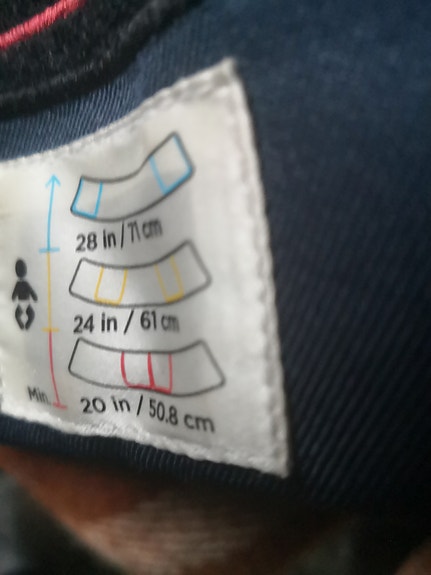 28 in / 71 cm
24 in / 61 cm
Min.
20 in / 50.8 cm